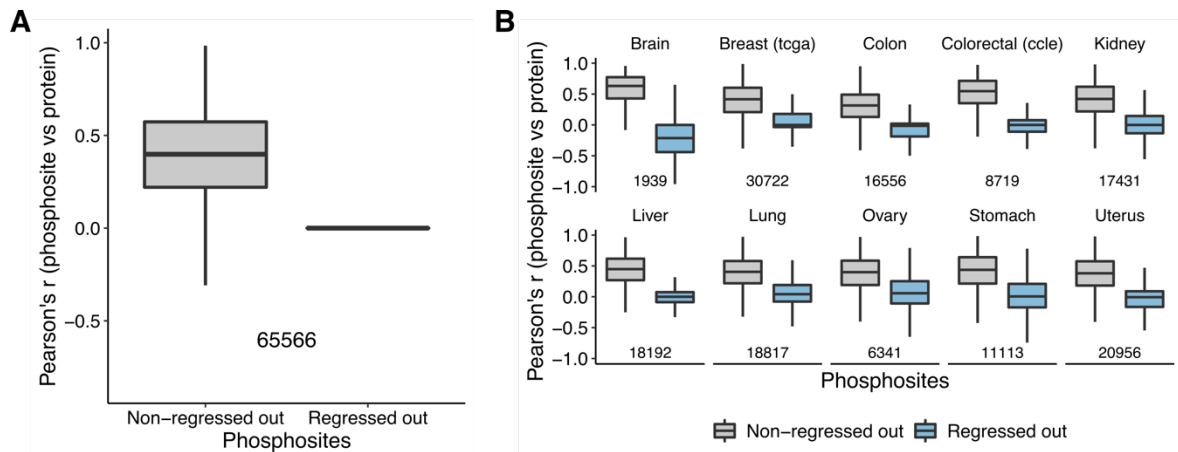 A
Pearson's r (phosphosite vs protein)
1.0
0.5
0.0
−0.5
65566
Non−regressed out Regressed out
Phosphosites
B
Pearson's r (phosphosite vs protein)
Brain Breast (tcga) Colon Colorectal (ccle) Kidney
1.0
0.5
0.0
−0.5
−1.0
1939 30722 16556 8719 17431
Liver Lung Ovary Stomach Uterus
1.0
0.5
0.0
−0.5
−1.0
18192 18817 6341 11113 20956
Phosphosites
Non−regressed out Regressed out